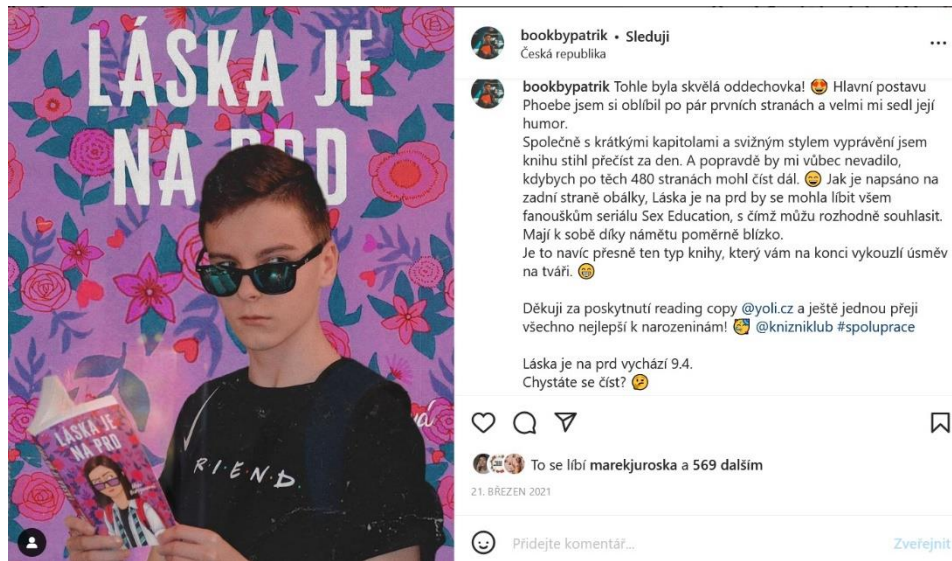 LÁSKA JE
NA PRD
LÁSKA JE
NA PRD
R·I·E·N·D·
bookbypatrik • Sleduji
Česká republika
bookbypatrik Tohle byla skvělá oddechovka! 🤩 Hlavní postavu
Phoebe jsem si oblíbil po pár prvních stranách a velmi mi sedl její
humor.
Společně s krátkými kapitolami a svižným stylem vyprávění jsem
knihu stihl přečíst za den. A popravdě by mi vůbec nevadilo,
kdybych po těch 480 stranách mohl číst dál. 😄 Jak je napsáno na
zadní straně obálky, Láska je na prd by se mohla líbit všem
fanouškům seriálu Sex Education, s čímž můžu rozhodně souhlasit.
Mají k sobě díky námětu poměrně blízko.
Je to navíc přesně ten typ knihy, který vám na konci vykouzlí úsměv
na tváři. 😁
Děkuji za poskytnutí reading copy @yoli.cz a ještě jednou přeji
všechno nejlepší k narozeninám! 🥳 @knizniklub #spoluprace
Láska je na prd vychází 9.4.
Chystáte se číst? 🤔
To se líbí marekjuroska a 569 dalším
21. BŘEZEN 2021
Přidejte komentář...
Zveřejnit